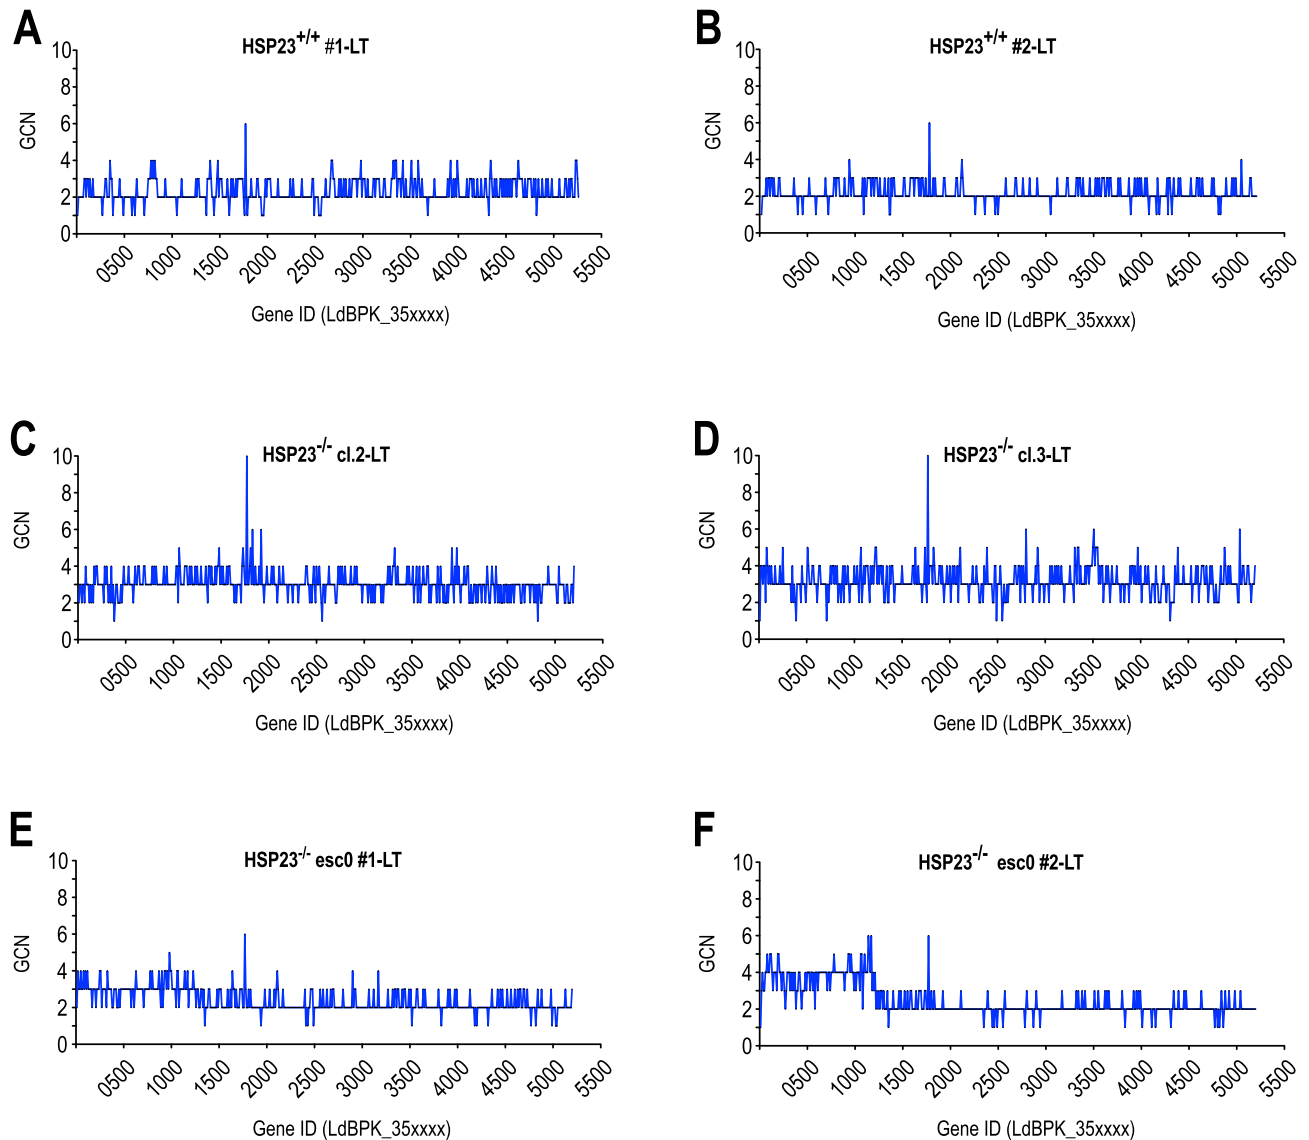 A
HSP23+/+ #1-LT
GCN
10
8
6
4
2
0
0500 1000 1500 2000 2500 3000 3500 4000 4500 5000 5500
Gene ID (LdBPK_35xxxx)
B
HSP23+/+ #2-LT
GCN
10
8
6
4
2
0
0500 1000 1500 2000 2500 3000 3500 4000 4500 5000 5500
Gene ID (LdBPK_35xxxx)
C
HSP23-/- cl.2-LT
GCN
10
8
6
4
2
0
0500 1000 1500 2000 2500 3000 3500 4000 4500 5000 5500
Gene ID (LdBPK_35xxxx)
D
HSP23-/- cl.3-LT
GCN
10
8
6
4
2
0
0500 1000 1500 2000 2500 3000 3500 4000 4500 5000 5500
Gene ID (LdBPK_35xxxx)
E
HSP23-/- esc0 #1-LT
GCN
10
8
6
4
2
0
0500 1000 1500 2000 2500 3000 3500 4000 4500 5000 5500
Gene ID (LdBPK_35xxxx)
F
HSP23-/- esc0 #2-LT
GCN
10
8
6
4
2
0
0500 1000 1500 2000 2500 3000 3500 4000 4500 5000 5500
Gene ID (LdBPK_35xxxx)